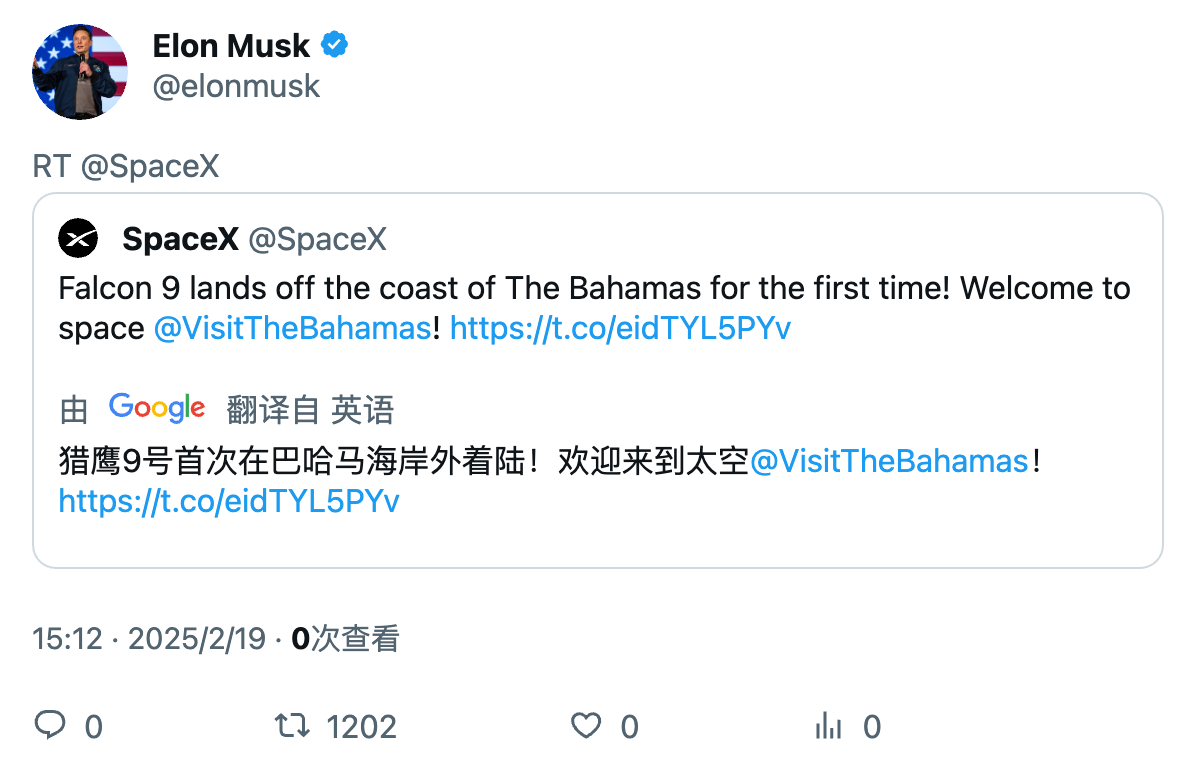 Elon Musk
@elonmusk
RT @SpaceX
SpaceX @SpaceX
Falcon 9 lands off the coast of The Bahamas for the first time! Welcome to
space @VisitTheBahamas! https://t.co/eidTYL5PYv
由 Google 翻译自 英语
猎鹰9号首次在巴哈马海岸外着陆！欢迎来到太空@VisitTheBahamas！
https://t.co/eidTYL5PYv
15:12 · 2025/2/19 · 0次查看
0 1202 0 0